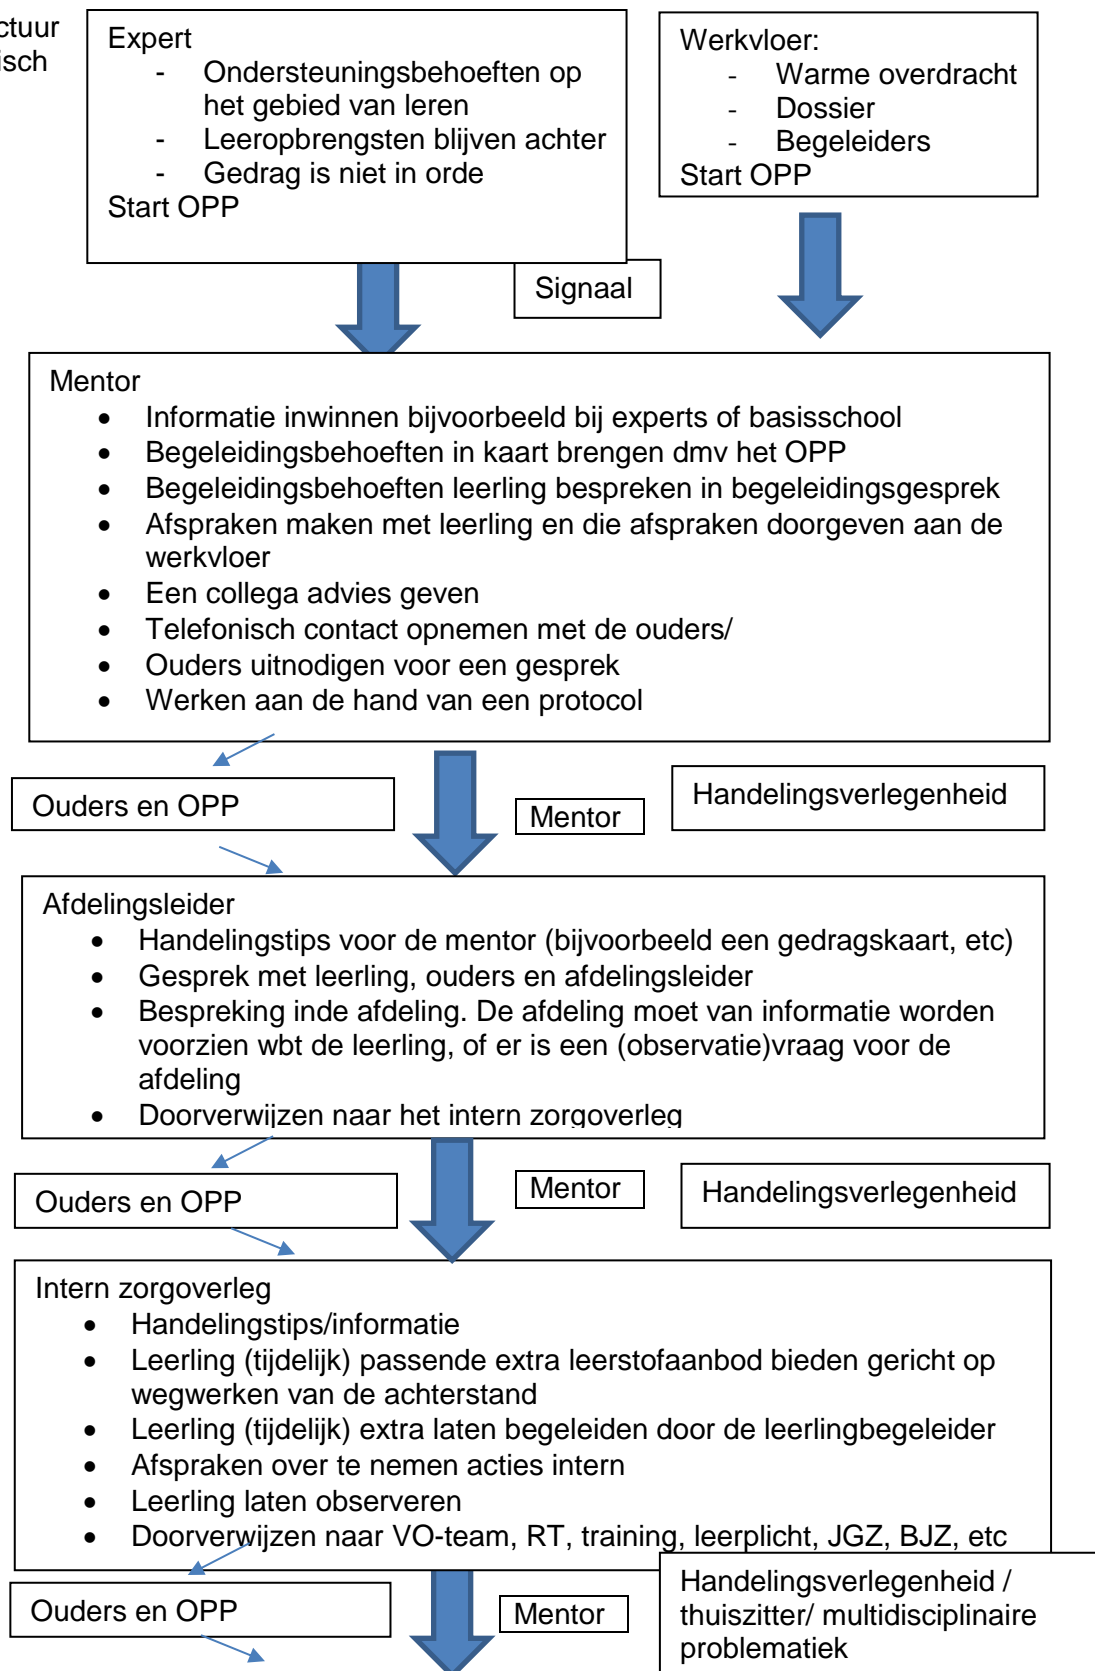 Expert
- Ondersteuningsbehoeften op
het gebied van leren
- Leeropbrengsten blijven achter
- Gedrag is niet in orde
Start OPP
Werkvloer:
- Warme overdracht
- Dossier
- Begeleiders
Start OPP
Signaal
Mentor
• Informatie inwinnen bijvoorbeeld bij experts of basisschool
• Begeleidingsbehoeften in kaart brengen dmv het OPP
• Begeleidingsbehoeften leerling bespreken in begeleidingsgesprek
• Afspraken maken met leerling en die afspraken doorgeven aan de
werkvloer
• Een collega advies geven
• Telefonisch contact opnemen met de ouders/
• Ouders uitnodigen voor een gesprek
• Werken aan de hand van een protocol
Ouders en OPP
Mentor
Handelingsverlegenheid
Afdelingsleider
• Handelingstips voor de mentor (bijvoorbeeld een gedragskaart, etc)
• Gesprek met leerling, ouders en afdelingsleider
• Bespreking inde afdeling. De afdeling moet van informatie worden
voorzien wbt de leerling, of er is een (observatie)vraag voor de
afdeling
• Doorverwijzen naar het intern zorgoverleg
Ouders en OPP
Mentor
Handelingsverlegenheid
Intern zorgoverleg
• Handelingstips/informatie
• Leerling (tijdelijk) passende extra leerstofaanbod bieden gericht op
wegwerken van de achterstand
• Leerling (tijdelijk) extra laten begeleiden door de leerlingbegeleider
• Afspraken over te nemen acties intern
• Leerling laten observeren
• Doorverwijzen naar VO-team, RT, training, leerplicht, JGZ, BJZ, etc
Ouders en OPP
Mentor
Handelingsverlegenheid /
thuiszitter/ multidisciplinaire
problematiek